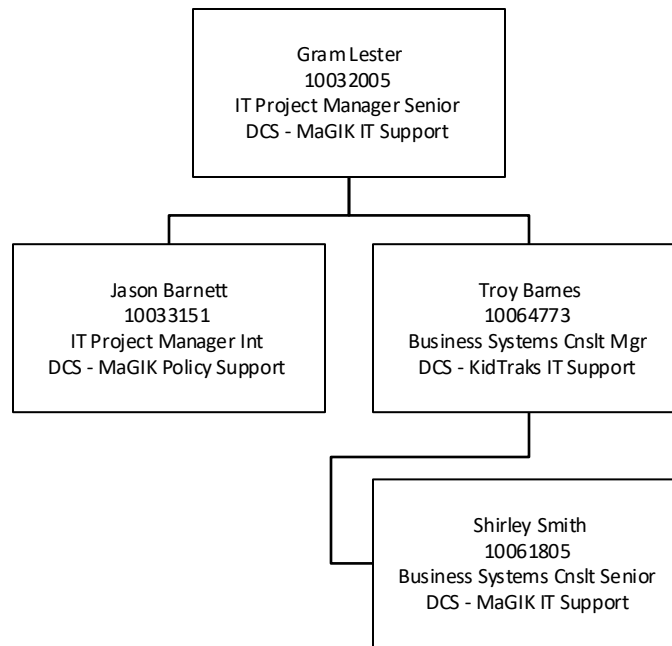 Gram Lester
10032005
IT Project Manager Senior
DCS - MaGIK IT Support
Jason Barnett
10033151
IT Project Manager Int
DCS - MaGIK Policy Support
Troy Barnes
10064773
Business Systems Cnslt Mgr
DCS - KidTraks IT Support
Shirley Smith
10061805
Business Systems Cnslt Senior
DCS - MaGIK IT Support